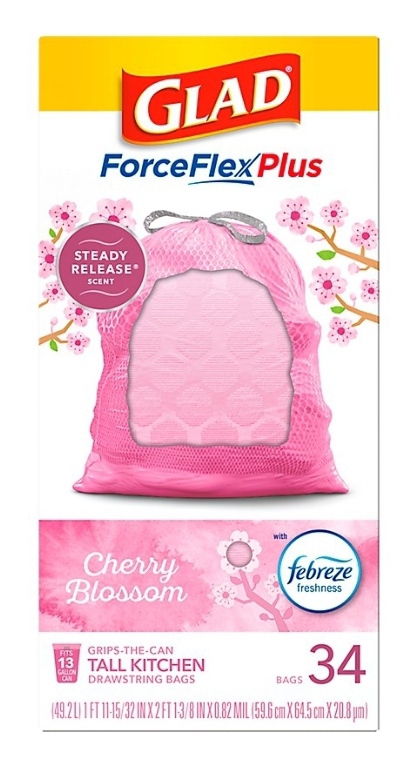 GLAD®
ForceFlexPlus
STEADY
RELEASE®
SCENT
Cherry
Blossom
with
febreze
freshness
FITS
13
GALLON
CAN
GRIPS-THE-CAN
TALL KITCHEN
DRAWSTRING BAGS
BAGS 34
(49.2L) 1 FT 11-15/32 IN X 2 FT 1-3/8 IN X 0.82 MIL (59.6 cm X 64.5 cm X 20.8 µm)